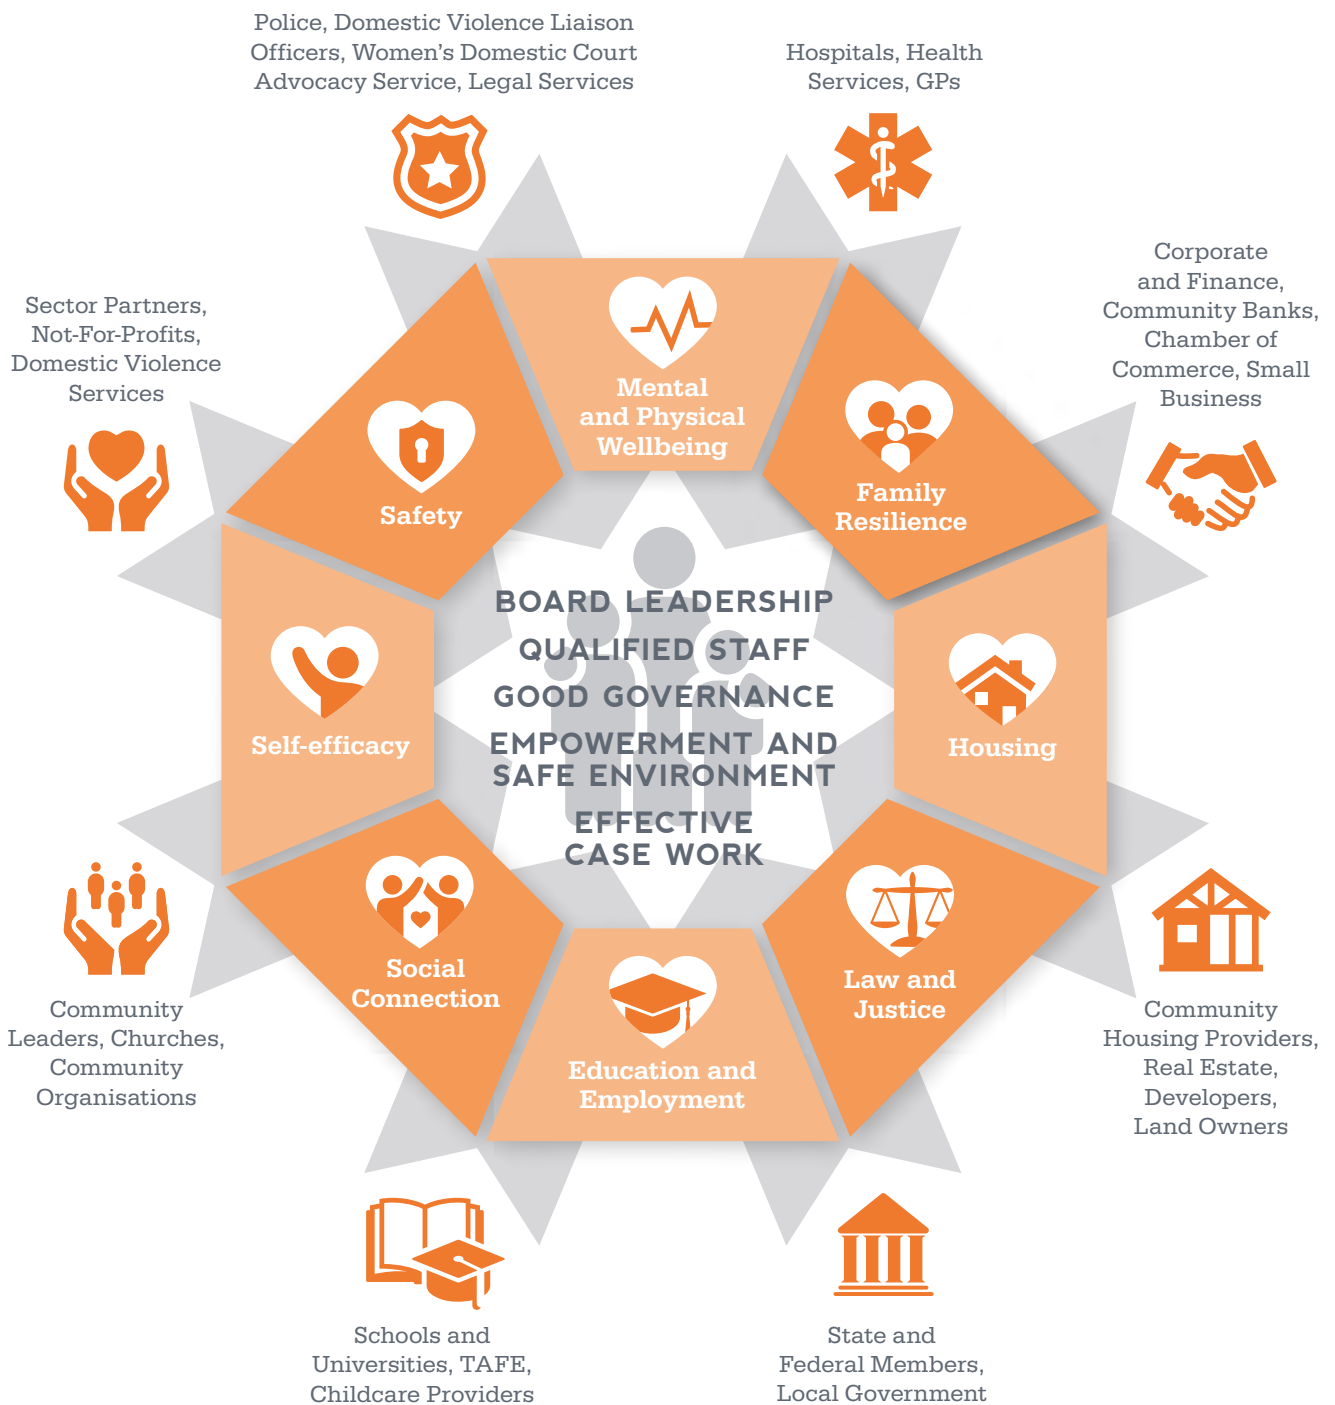 Police, Domestic Violence Liaison
Officers, Women’s Domestic Court
Advocacy Service, Legal Services
Hospitals, Health
Services, GPs
Sector Partners,
Not-For-Profits,
Domestic Violence
Services
Corporate
and Finance,
Community Banks,
Chamber of
Commerce, Small
Business
Mental
and Physical
Wellbeing
Safety
Family
Resilience
BOARD LEADERSHIP
QUALIFIED STAFF
GOOD GOVERNANCE
EMPOWERMENT AND
SAFE ENVIRONMENT
EFFECTIVE
CASE WORK
Self-efficacy
Housing
Social
Connection
Law and
Justice
Education and
Employment
Community
Leaders, Churches,
Community
Organisations
Community
Housing Providers,
Real Estate,
Developers,
Land Owners
Schools and
Universities, TAFE,
Childcare Providers
State and
Federal Members,
Local Government